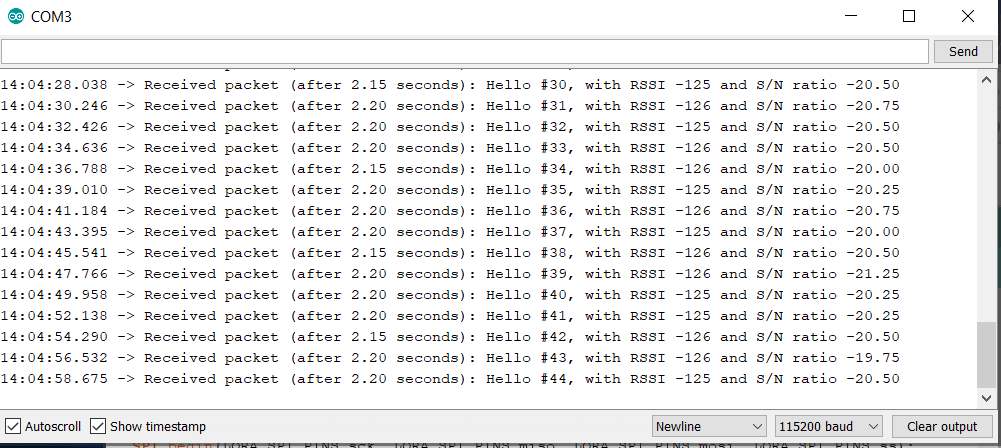 COM3
Send
14:04:28.038 -> Received packet (after 2.15 seconds): Hello #30, with RSSI -125 and S/N ratio -20.50
14:04:30.246 -> Received packet (after 2.20 seconds): Hello #31, with RSSI -126 and S/N ratio -20.75
14:04:32.426 -> Received packet (after 2.20 seconds): Hello #32, with RSSI -125 and S/N ratio -20.50
14:04:34.636 -> Received packet (after 2.20 seconds): Hello #33, with RSSI -126 and S/N ratio -20.50
14:04:36.788 -> Received packet (after 2.15 seconds): Hello #34, with RSSI -126 and S/N ratio -20.00
14:04:39.010 -> Received packet (after 2.20 seconds): Hello #35, with RSSI -125 and S/N ratio -20.25
14:04:41.184 -> Received packet (after 2.20 seconds): Hello #36, with RSSI -126 and S/N ratio -20.75
14:04:43.395 -> Received packet (after 2.20 seconds): Hello #37, with RSSI -125 and S/N ratio -20.00
14:04:45.541 -> Received packet (after 2.15 seconds): Hello #38, with RSSI -126 and S/N ratio -20.50
14:04:47.766 -> Received packet (after 2.20 seconds): Hello #39, with RSSI -126 and S/N ratio -21.25
14:04:49.958 -> Received packet (after 2.20 seconds): Hello #40, with RSSI -125 and S/N ratio -20.25
14:04:52.138 -> Received packet (after 2.20 seconds): Hello #41, with RSSI -125 and S/N ratio -20.25
14:04:54.290 -> Received packet (after 2.15 seconds): Hello #42, with RSSI -126 and S/N ratio -20.50
14:04:56.532 -> Received packet (after 2.20 seconds): Hello #43, with RSSI -126 and S/N ratio -19.75
14:04:58.675 -> Received packet (after 2.20 seconds): Hello #44, with RSSI -125 and S/N ratio -20.50
Autoscroll Show timestamp Newline 115200 baud Clear output